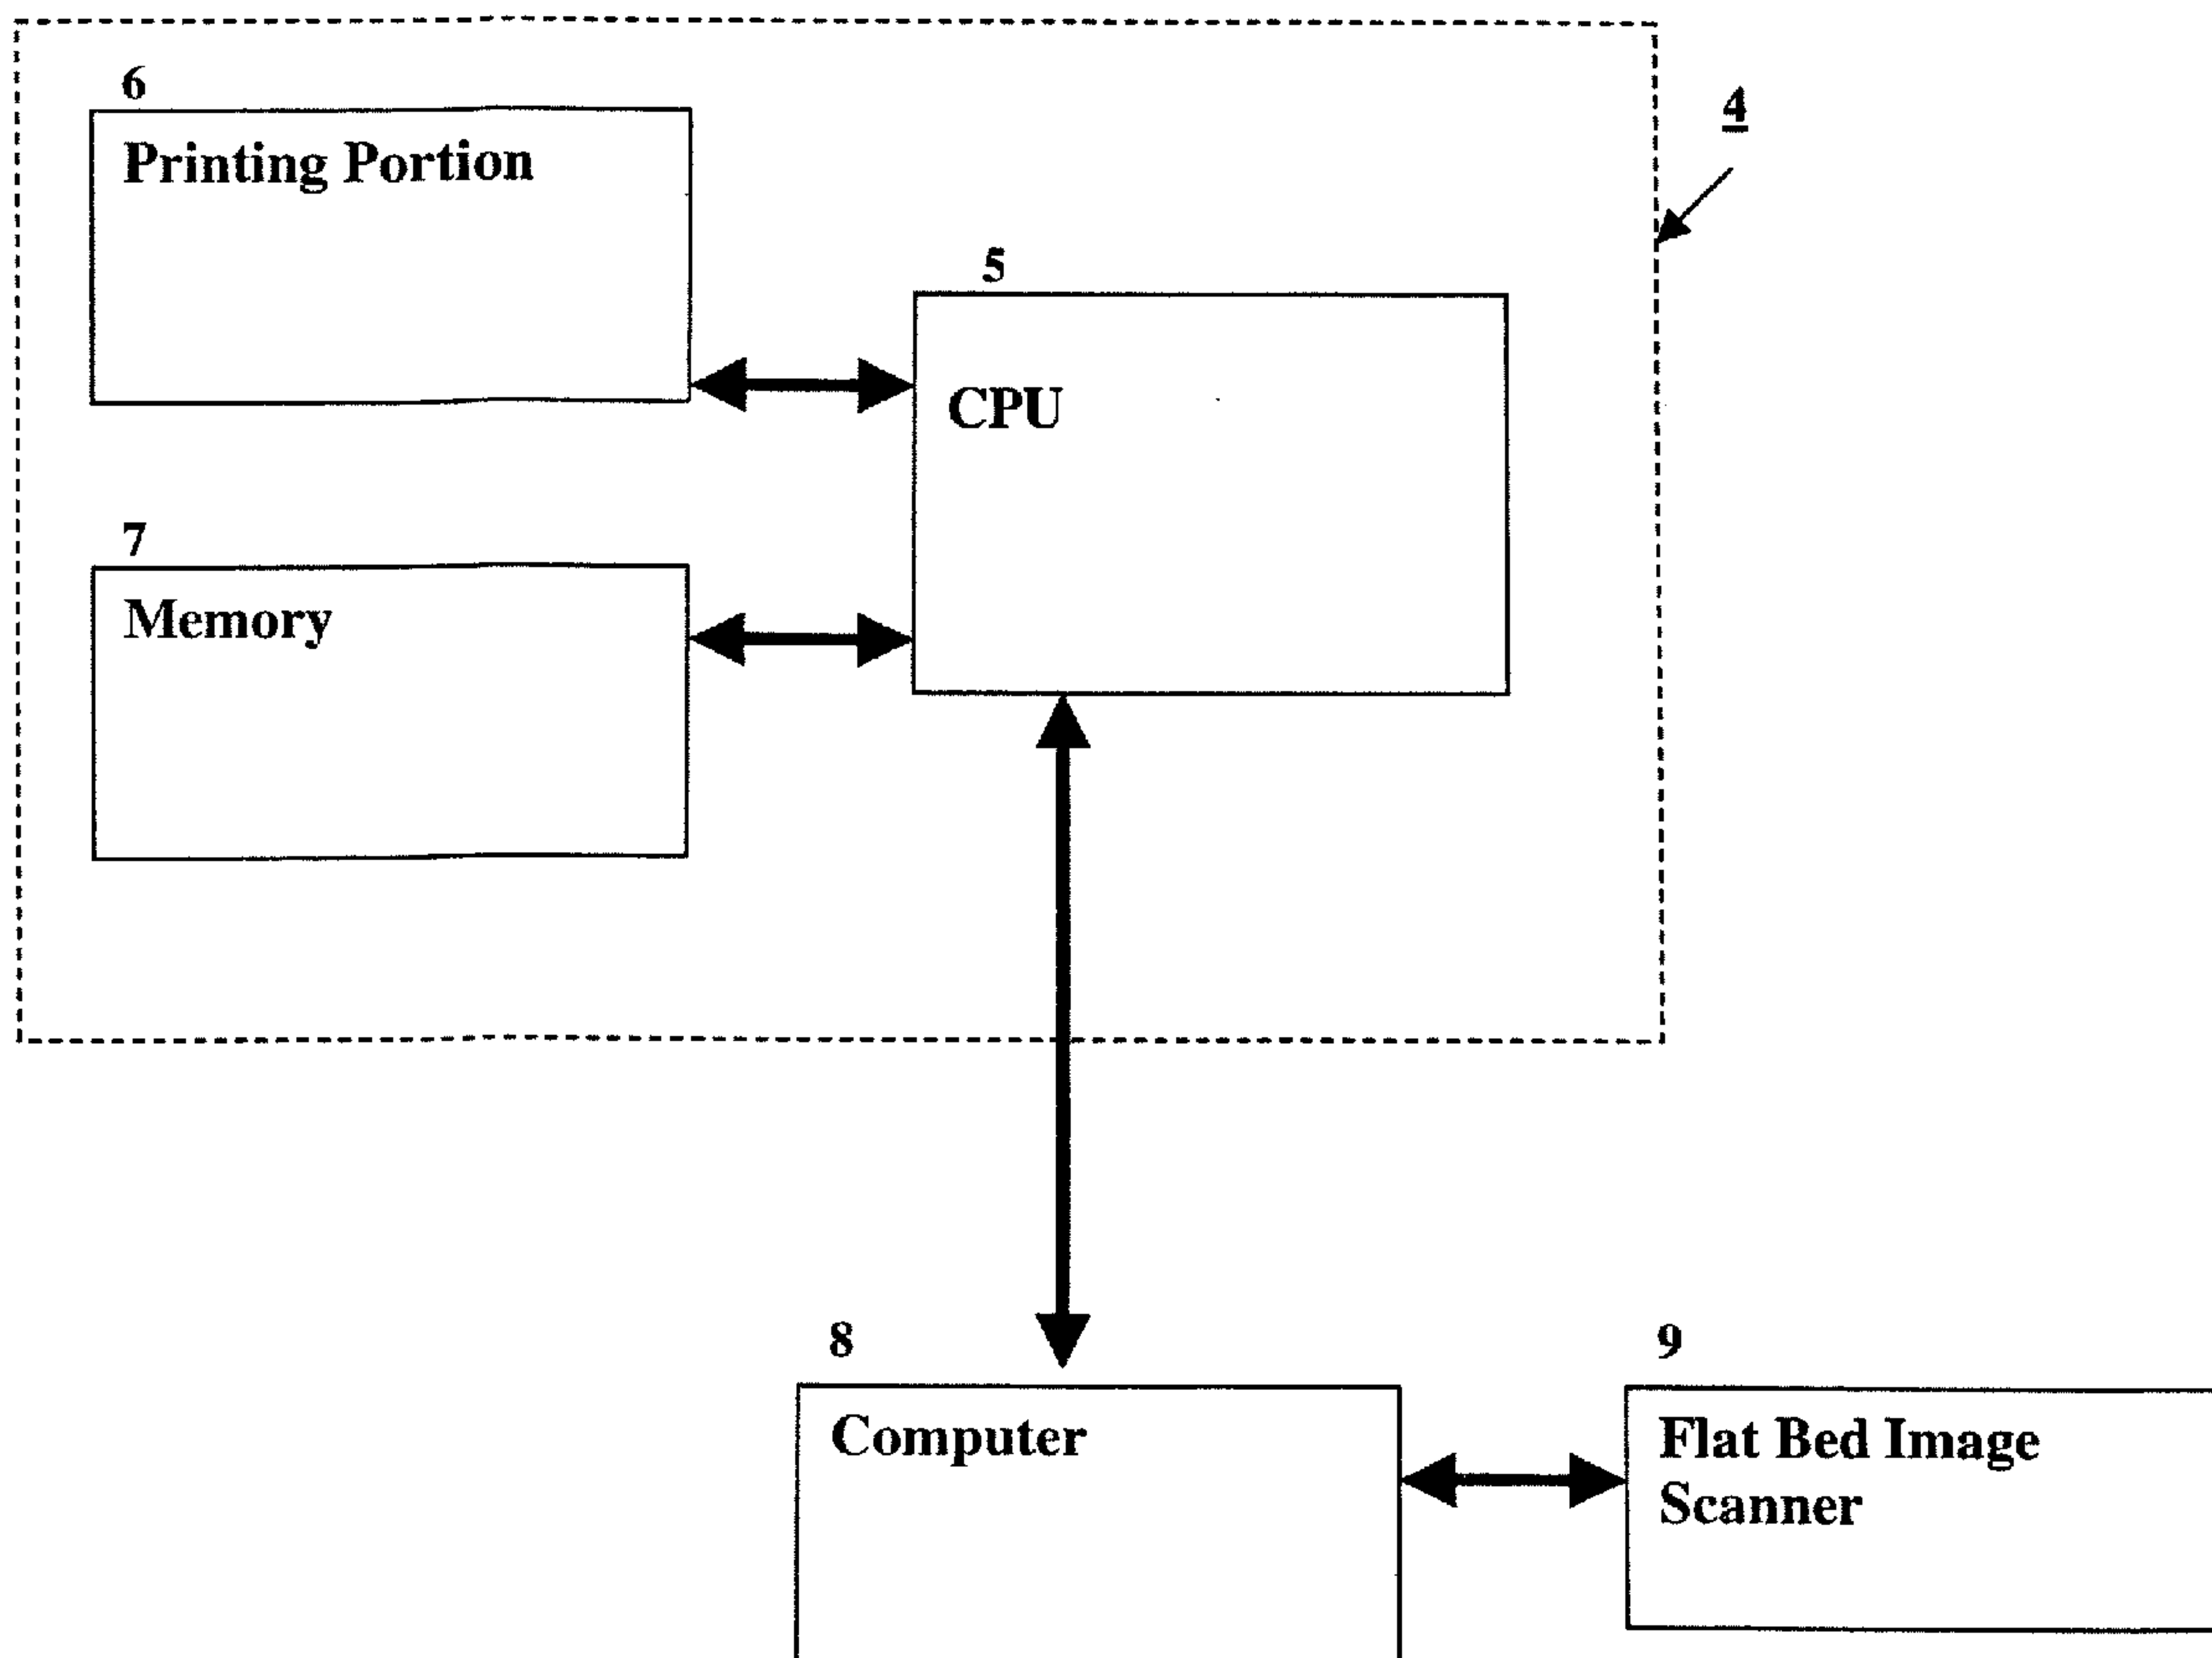 6
Printing Portion
4
5
CPU
7
Memory
8
Computer
9
Flat Bed Image
Scanner